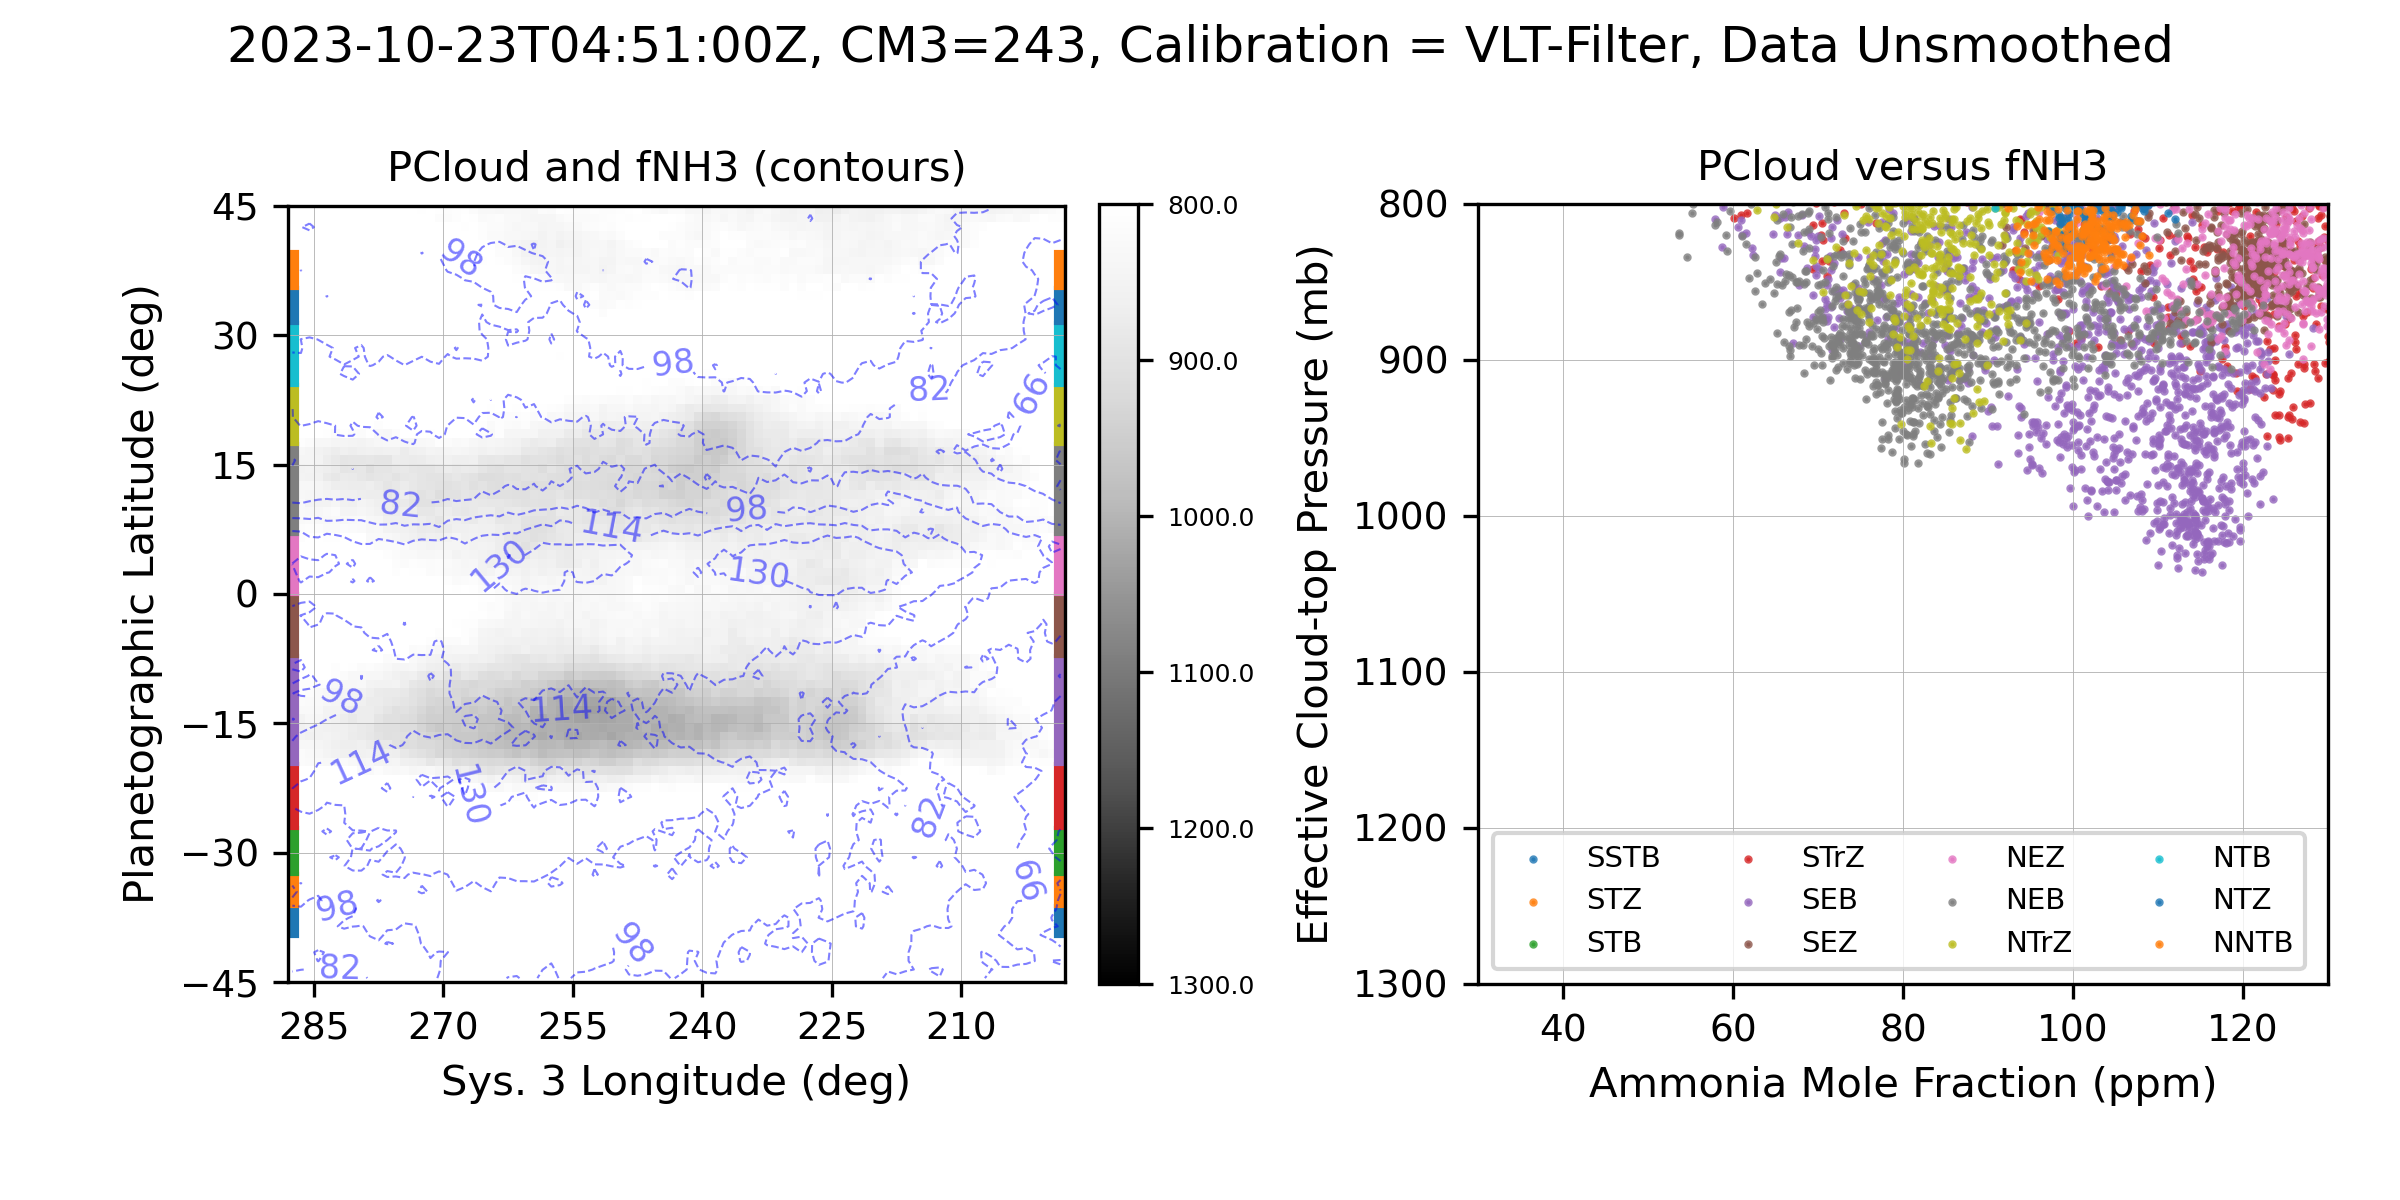 2023-10-23T04:51:00Z, CM3=243, Calibration = VLT-Filter, Data Unsmoothed
PCloud and fNH3 (contours)
Planetographic Latitude (deg)
45
30
15
0
−15
−30
−45
285
270
255
240
225
210
Sys. 3 Longitude (deg)
98
98
82
66
82
114
98
130
130
98
114
114
130
82
66
98
98
82
800.0
900.0
1000.0
1100.0
1200.0
1300.0
PCloud versus fNH3
Effective Cloud-top Pressure (mb)
800
900
1000
1100
1200
1300
40
60
80
100
120
Ammonia Mole Fraction (ppm)
SSTB
STZ
STB
STrZ
SEB
SEZ
NEZ
NEB
NTrZ
NTB
NTZ
NNTB